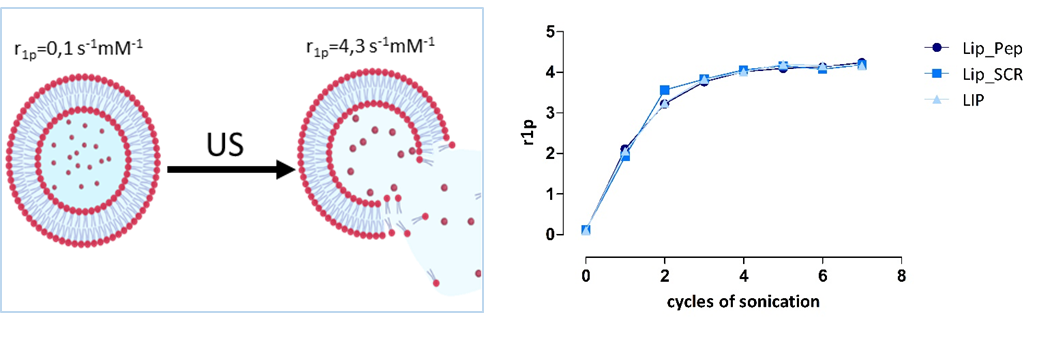 r1p=0,1 s-1mM-1
r1p=4,3 s-1mM-1
US
5
4
3
2
1
0
r1p
0 2 4 6 8
cycles of sonication
Lip_Pep
Lip_SCR
LIP